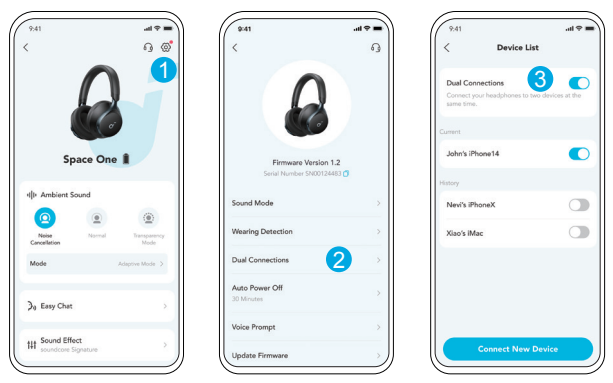 9:41
1
Space One
Ambient Sound
Noise
Cancellation
Normal
Transparency
Mode
Mode
Adaptive Mode
Easy Chat
Sound Effect
soundcore Signature
9:41
Firmware Version 1.2
Serial Number SN00124483
Sound Mode
Wearing Detection
Dual Connections
2
Auto Power Off
30 Minutes
Voice Prompt
Update Firmware
9:41
Device List
Dual Connections
3
Connect your headphones to two devices at the
same time.
Current
John's iPhone14
History
Nevi's iPhoneX
Xiao's iMac
Connect New Device